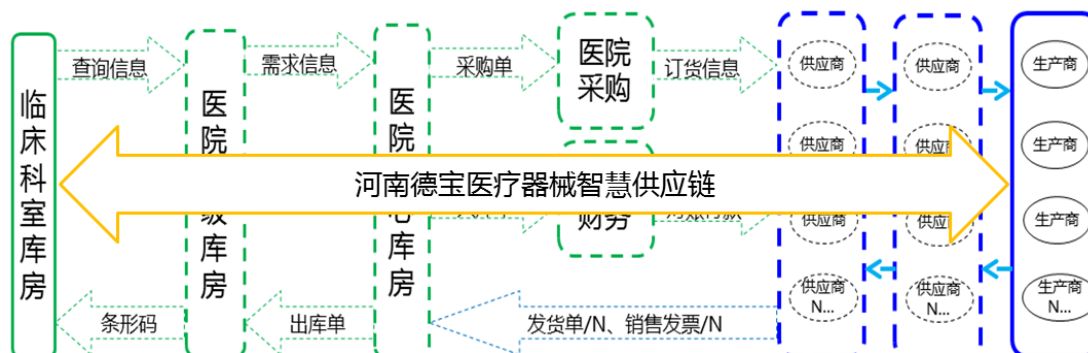 临床科室库房
查询信息
医院
级库房
需求信息
医院
心库房
采购单
医院
采购
订货信息
供应商
供应商
生产商
供应商
供应商
生产商
河南德宝医疗器械智慧供应链
财务
供应商
供应商
生产商
供应商
N...
供应商
N...
生产商
N...
条形码
出库单
发货单/N、销售发票/N